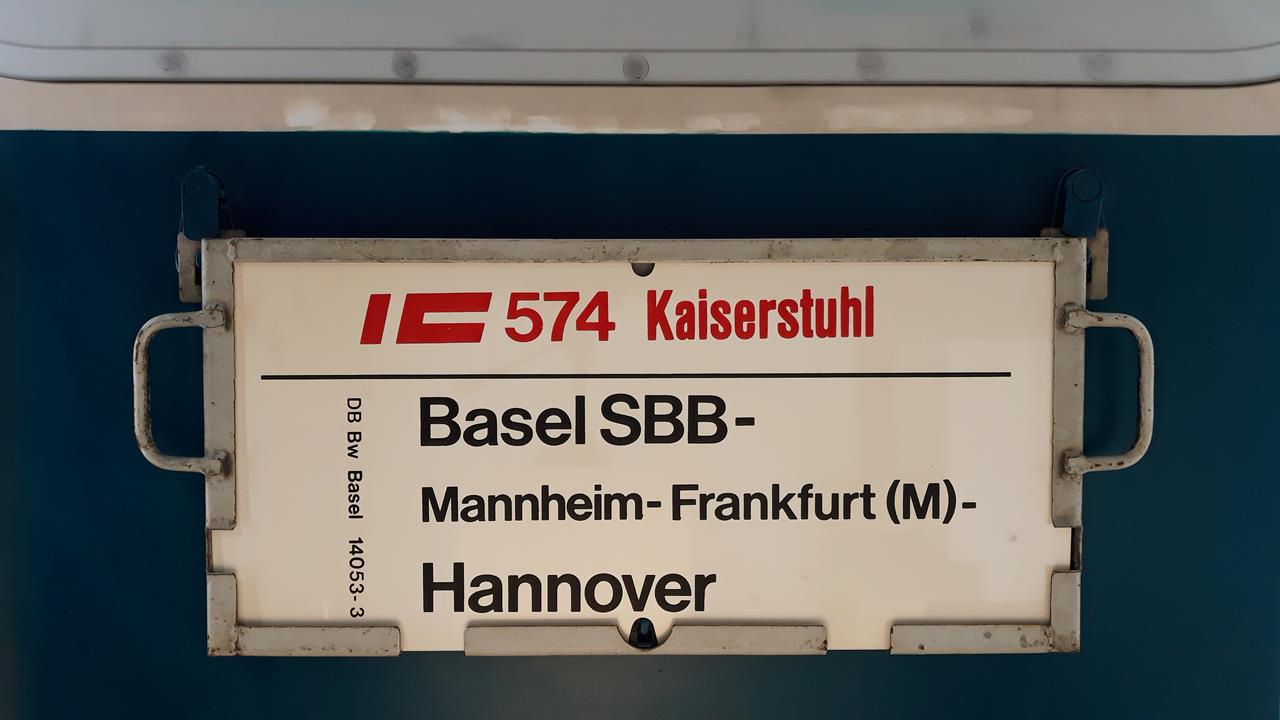 IC 574 Kaiserstuhl
Basel SBB-
Mannheim- Frankfurt (M)-
Hannover
DB Bw Basel 14053-3